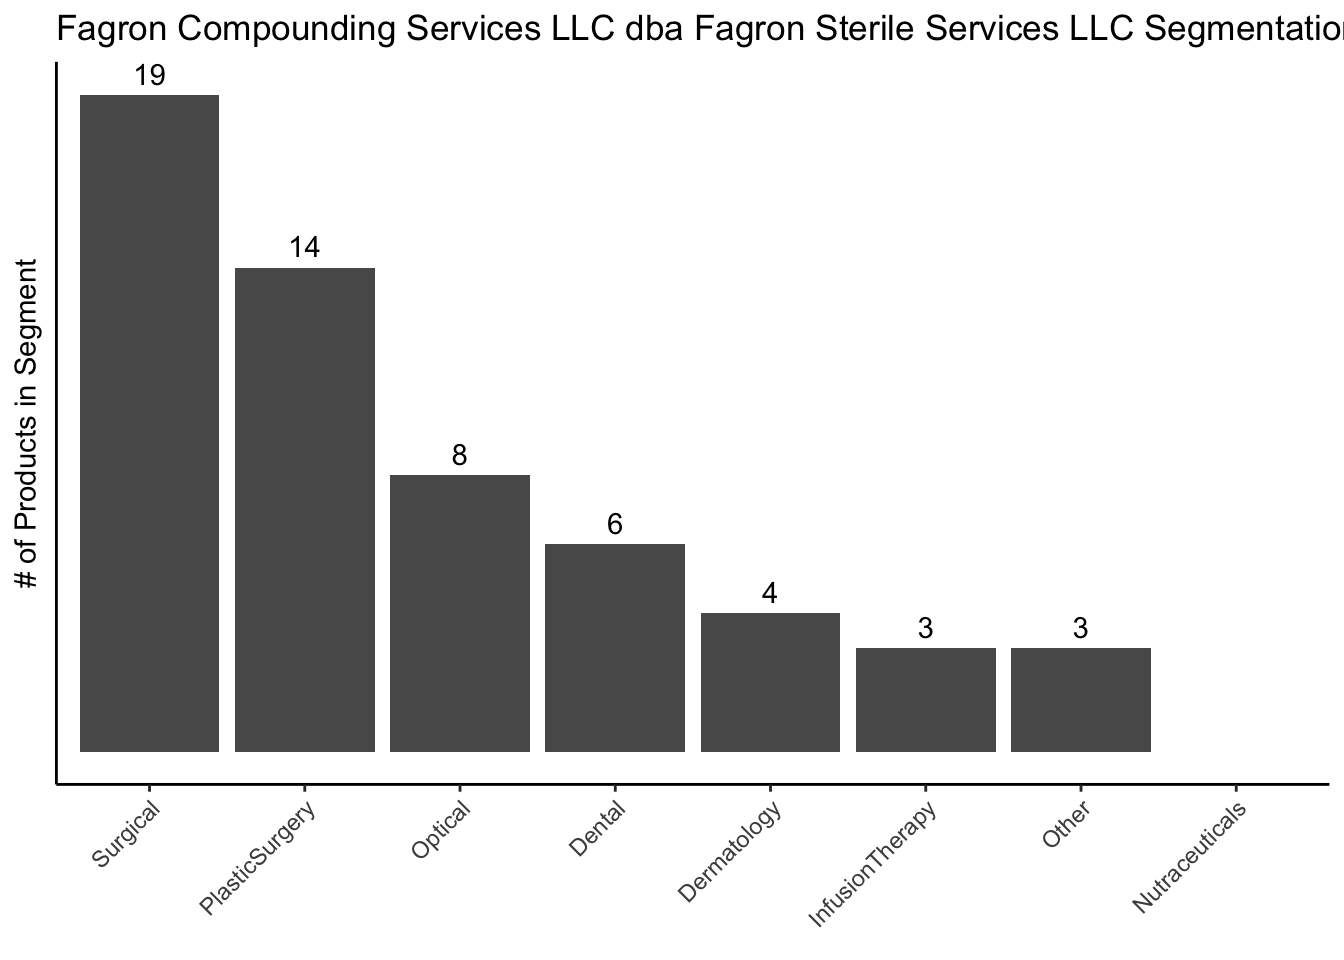 Fagron Compounding Services LLC dba Fagron Sterile Services LLC Segmentation
19
14
8
6
4
3
3
# of Products in Segment
Surgical
PlasticSurgery
Optical
Dental
Dermatology
InfusionTherapy
Other
Nutraceuticals